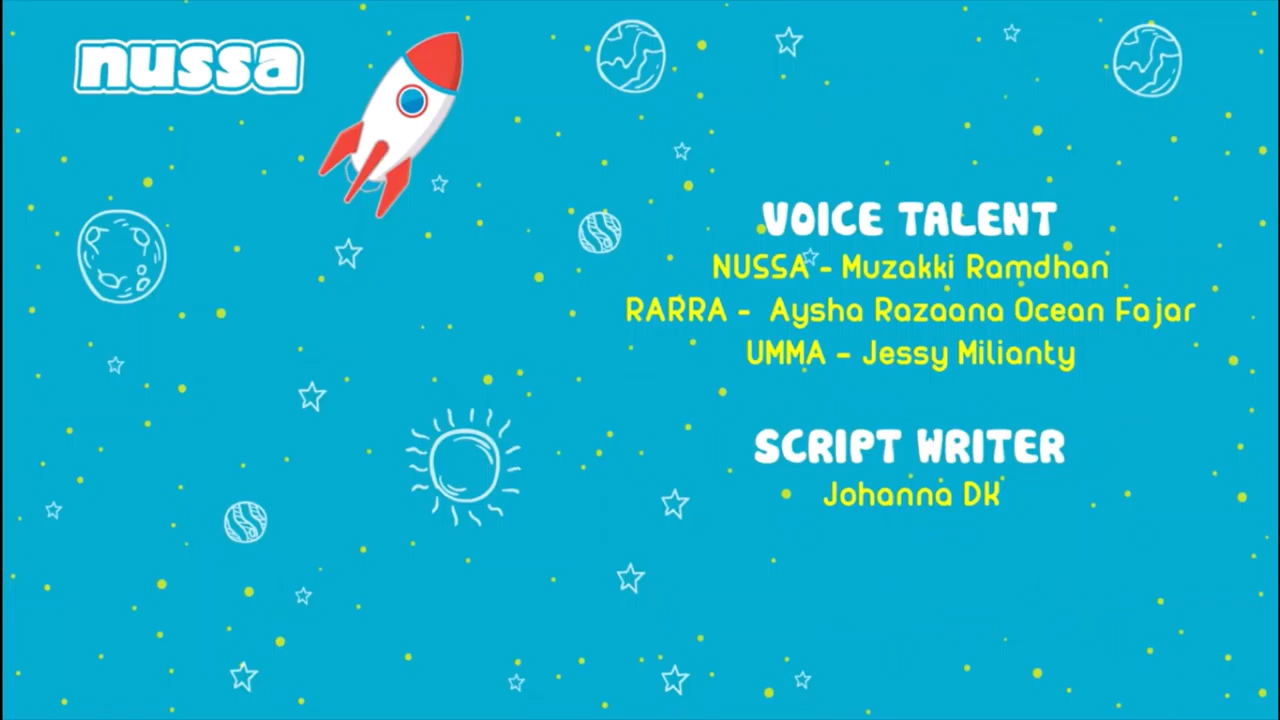 nussa
VOICE TALENT
NUSSA - Muzakki Ramdhan
RARRA - Aysha Razaana Ocean Fajar
UMMA - Jessy Milianty
SCRIPT WRITER
Johanna DK